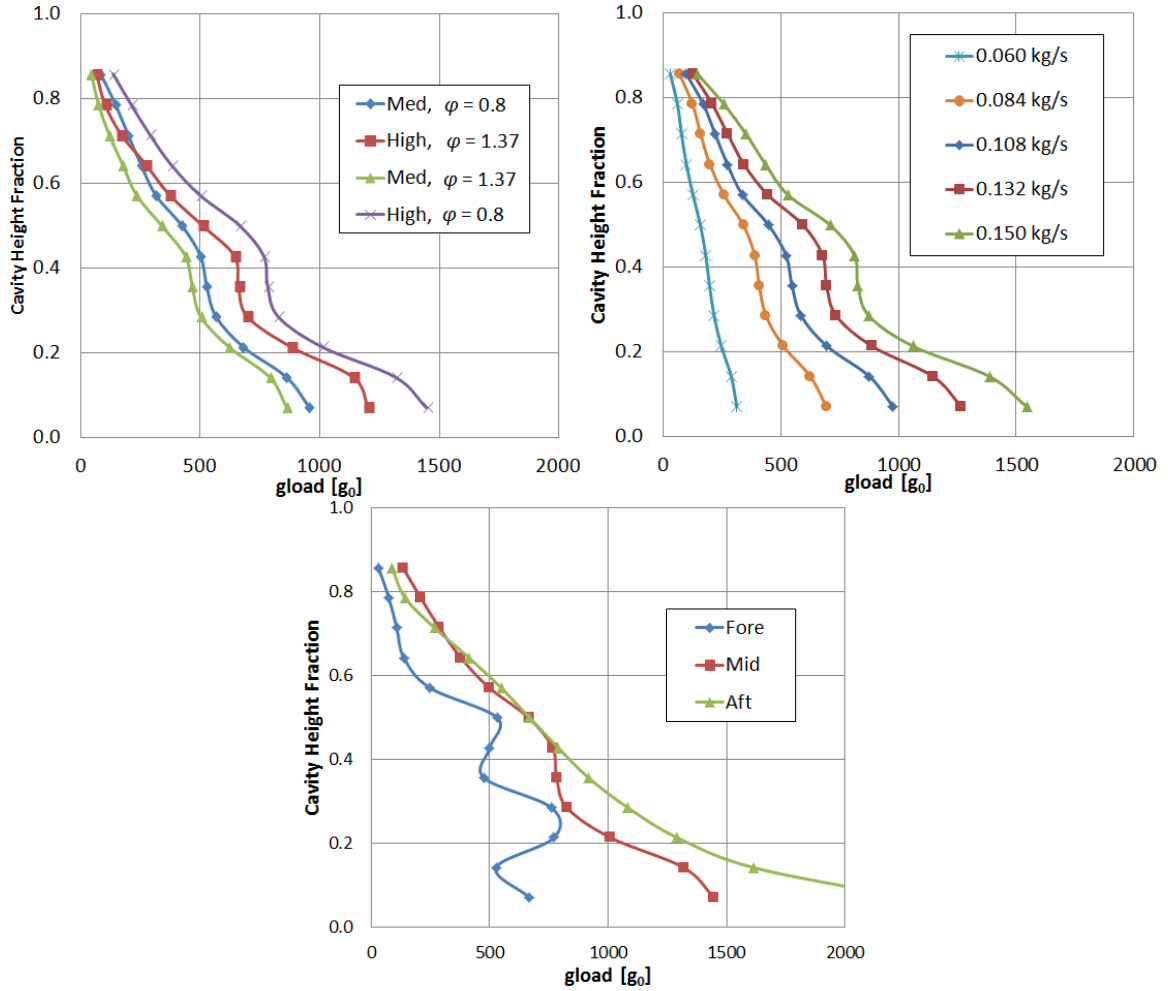 1.0
0.8
0.6
0.4
0.2
0.0
Cavity Height Fraction
Med, φ = 0.8
High, φ = 1.37
Med, φ = 1.37
High, φ = 0.8
0 500 1000 1500 2000
gload [g₀]
1.0
0.8
0.6
0.4
0.2
0.0
Cavity Height Fraction
0.060 kg/s
0.084 kg/s
0.108 kg/s
0.132 kg/s
0.150 kg/s
0 500 1000 1500 2000
gload [g₀]
1.0
0.8
0.6
0.4
0.2
0.0
Cavity Height Fraction
Fore
Mid
Aft
0 500 1000 1500 2000
gload [g₀]